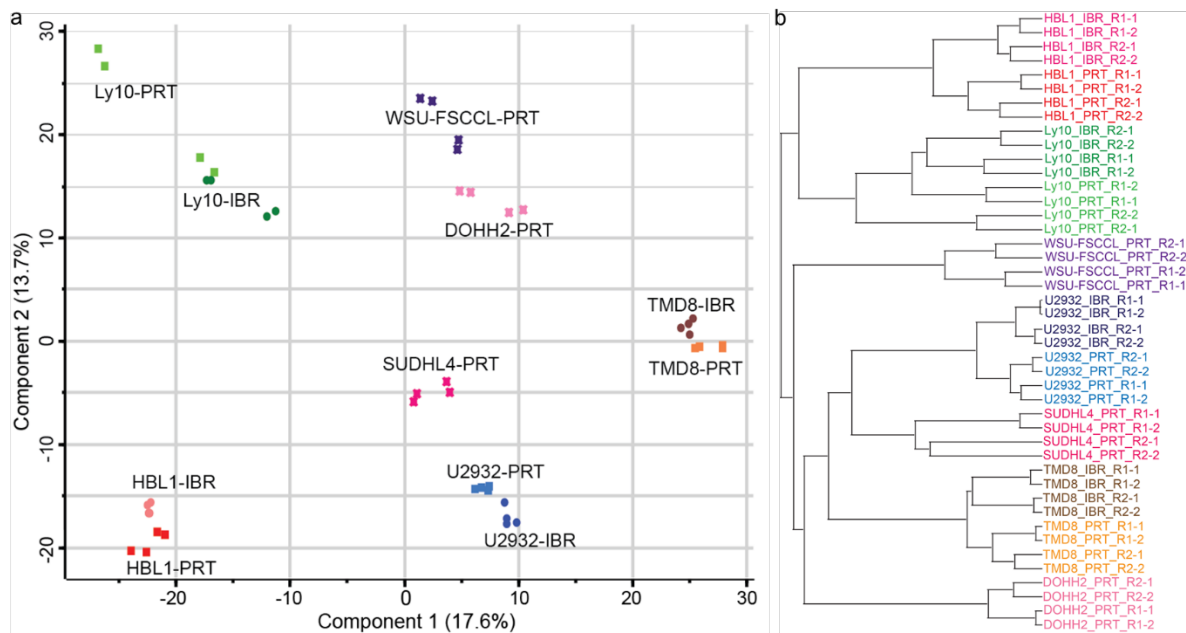 a
30
20
10
0
-10
-20
Component 2 (13.7%)
Ly10-PRT
WSU-FSCCL-PRT
Ly10-IBR
DOHH2-PRT
TMD8-IBR
TMD8-PRT
SUDHL4-PRT
HBL1-IBR
U2932-PRT
U2932-IBR
HBL1-PRT
-20
-10
0
10
20
30
Component 1 (17.6%)
b
HBL1_IBR_R1-1
HBL1_IBR_R1-2
HBL1_IBR_R2-1
HBL1_IBR_R2-2
HBL1_PRT_R1-1
HBL1_PRT_R1-2
HBL1_PRT_R2-1
HBL1_PRT_R2-2
Ly10_IBR_R2-1
Ly10_IBR_R2-2
Ly10_IBR_R1-1
Ly10_IBR_R1-2
Ly10_PRT_R1-2
Ly10_PRT_R1-1
Ly10_PRT_R2-2
Ly10_PRT_R2-1
WSU-FSCCL_PRT_R2-1
WSU-FSCCL_PRT_R2-2
WSU-FSCCL_PRT_R1-2
WSU-FSCCL_PRT_R1-1
U2932_IBR_R1-1
U2932_IBR_R1-2
U2932_IBR_R2-1
U2932_IBR_R2-2
U2932_PRT_R2-1
U2932_PRT_R2-2
U2932_PRT_R1-1
U2932_PRT_R1-2
SUDHL4_PRT_R1-1
SUDHL4_PRT_R1-2
SUDHL4_PRT_R2-1
SUDHL4_PRT_R2-2
TMD8_IBR_R1-1
TMD8_IBR_R1-2
TMD8_IBR_R2-1
TMD8_IBR_R2-2
TMD8_PRT_R1-1
TMD8_PRT_R1-2
TMD8_PRT_R2-1
TMD8_PRT_R2-2
DOHH2_PRT_R2-1
DOHH2_PRT_R2-2
DOHH2_PRT_R1-1
DOHH2_PRT_R1-2